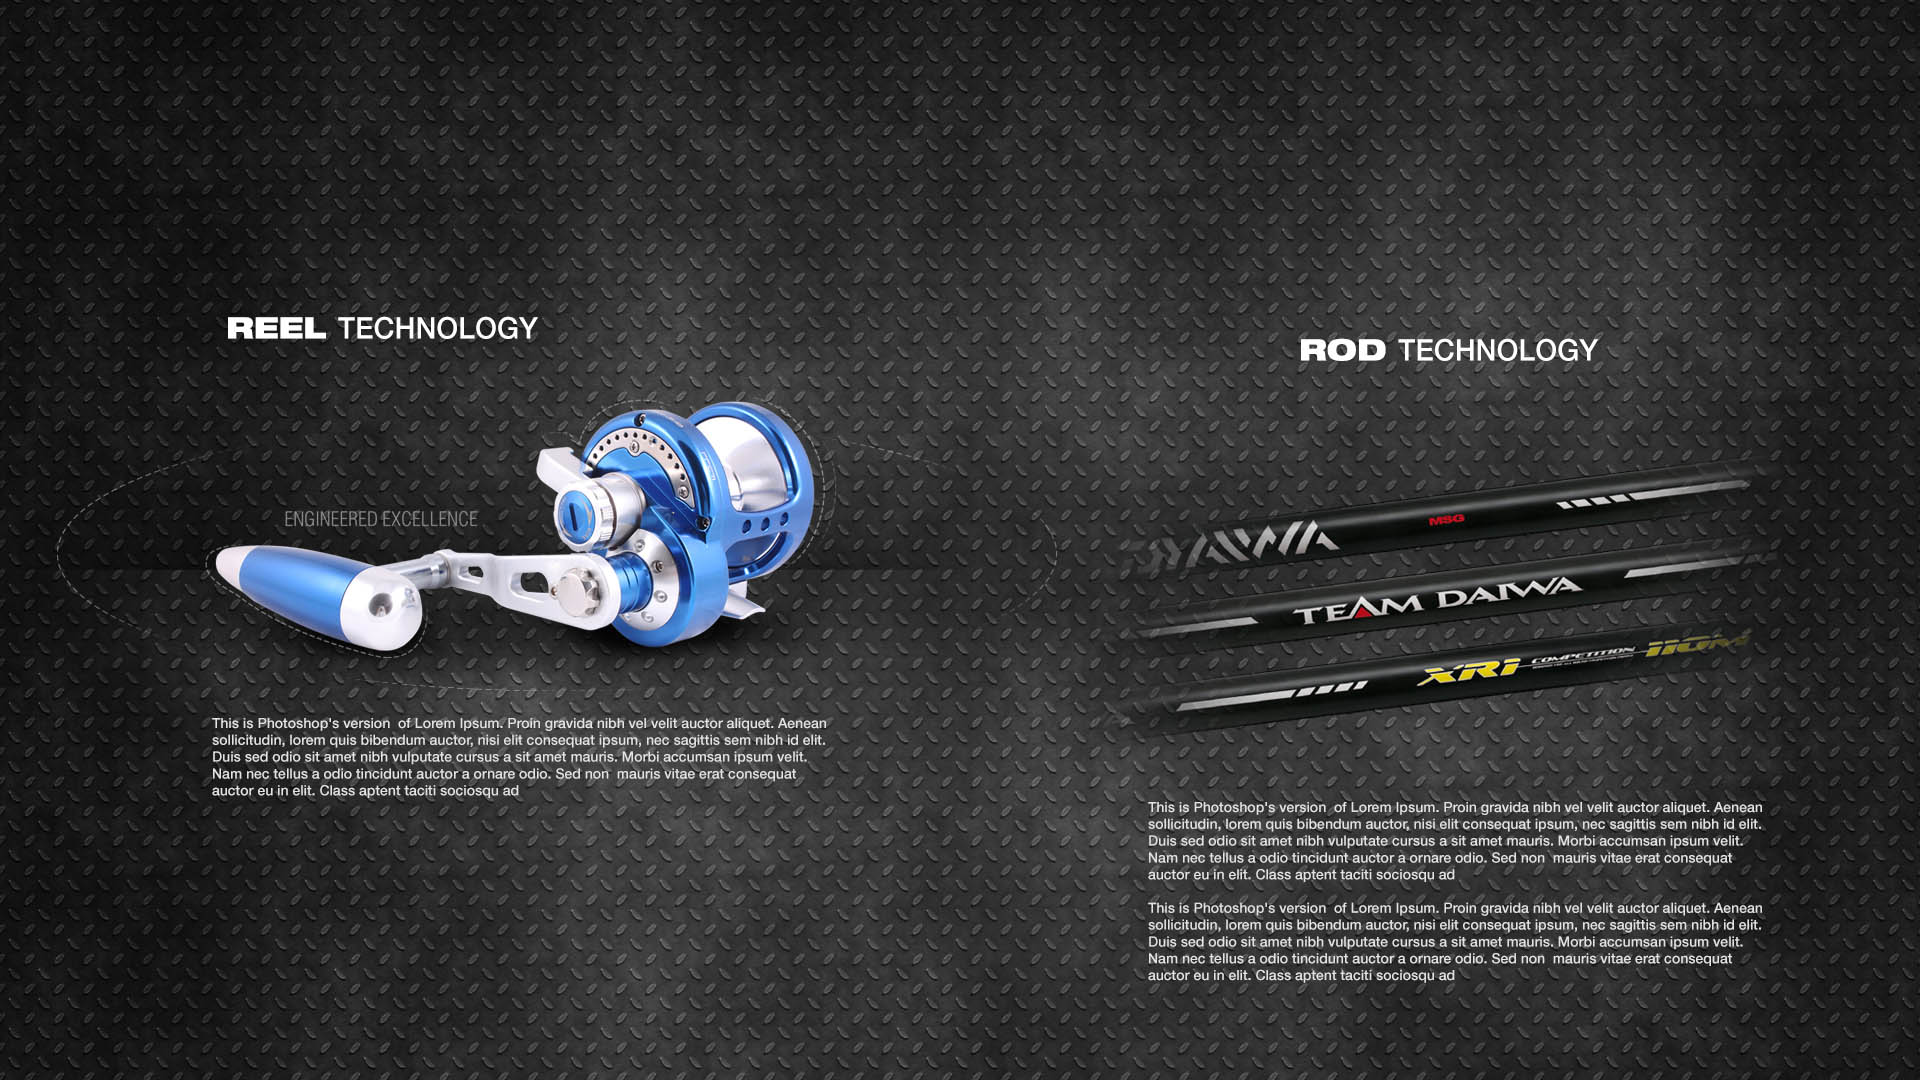 REEL TECHNOLOGY
ENGINEERED EXCELLENCE
This is Photoshop's version  of Lorem Ipsum. Proin gravida nibh vel velit auctor aliquet. Aenean
sollicitudin, lorem quis bibendum auctor, nisi elit consequat ipsum, nec sagittis sem nibh id elit.
Duis sed odio sit amet nibh vulputate cursus a sit amet mauris. Morbi accumsan ipsum velit.
Nam nec tellus a odio tincidunt auctor a ornare odio. Sed non  mauris vitae erat consequat
auctor eu in elit. Class aptent taciti sociosqu ad
ROD TECHNOLOGY
DAIWA
MSG
TEAM DAIWA
XR1 COMPETITION 110M
This is Photoshop's version  of Lorem Ipsum. Proin gravida nibh vel velit auctor aliquet. Aenean
sollicitudin, lorem quis bibendum auctor, nisi elit consequat ipsum, nec sagittis sem nibh id elit.
Duis sed odio sit amet nibh vulputate cursus a sit amet mauris. Morbi accumsan ipsum velit.
Nam nec tellus a odio tincidunt auctor a ornare odio. Sed non  mauris vitae erat consequat
auctor eu in elit. Class aptent taciti sociosqu ad
This is Photoshop's version  of Lorem Ipsum. Proin gravida nibh vel velit auctor aliquet. Aenean
sollicitudin, lorem quis bibendum auctor, nisi elit consequat ipsum, nec sagittis sem nibh id elit.
Duis sed odio sit amet nibh vulputate cursus a sit amet mauris. Morbi accumsan ipsum velit.
Nam nec tellus a odio tincidunt auctor a ornare odio. Sed non  mauris vitae erat consequat
auctor eu in elit. Class aptent taciti sociosqu ad